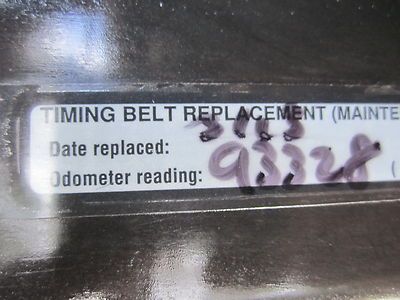 TIMING BELT REPLACEMENT (MAINTE
Date replaced:
Odometer reading: 93328 (